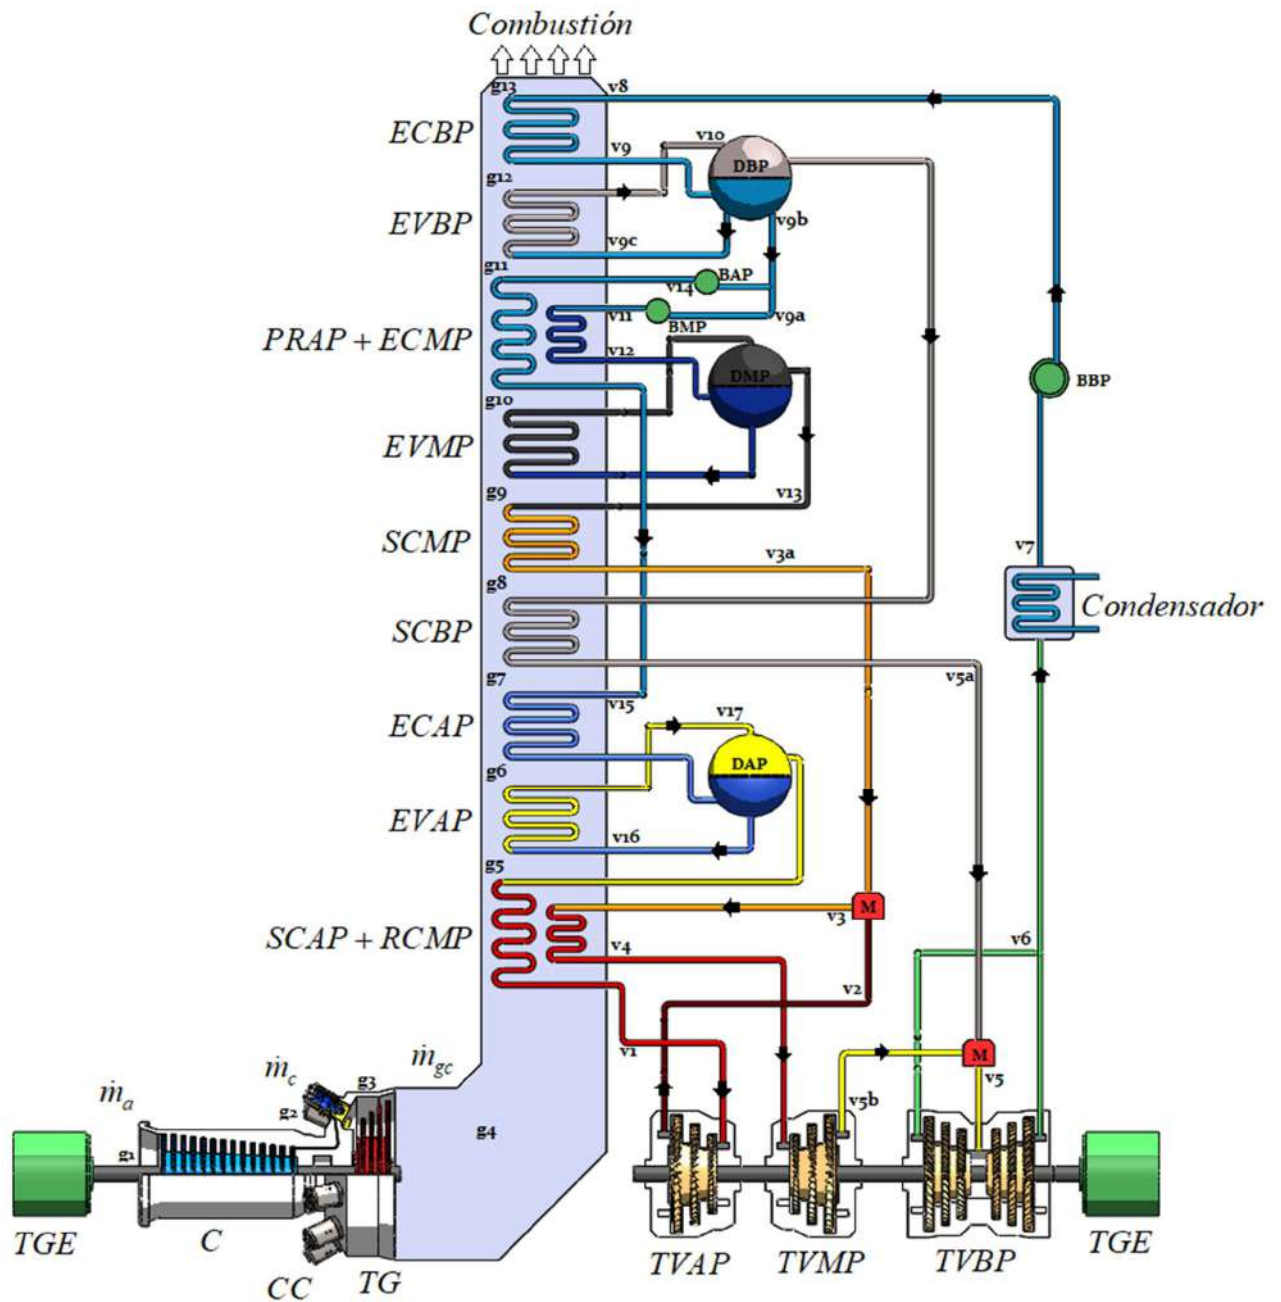 Combustión
g13
v8
ECBP
v9
v10
DBP
g12
EVBP
v9b
v9c
g11
BAP
v14
v11
v9a
BMP
PRAP + ECMP
v12
DMP
BBP
g10
EVMP
g9
v13
SCMP
v3a
v7
g8
Condensador
SCBP
g7
v5a
v15
v17
ECAP
DAP
g6
EVAP
v16
g5
M
v3
SCAP + RCMP
v4
v6
v2
v1
M
v5
ṁgc
ṁc
g3
ṁa
g2
v5b
g4
g1
TGE
C
CC
TG
TVAP
TVMP
TVBP
TGE